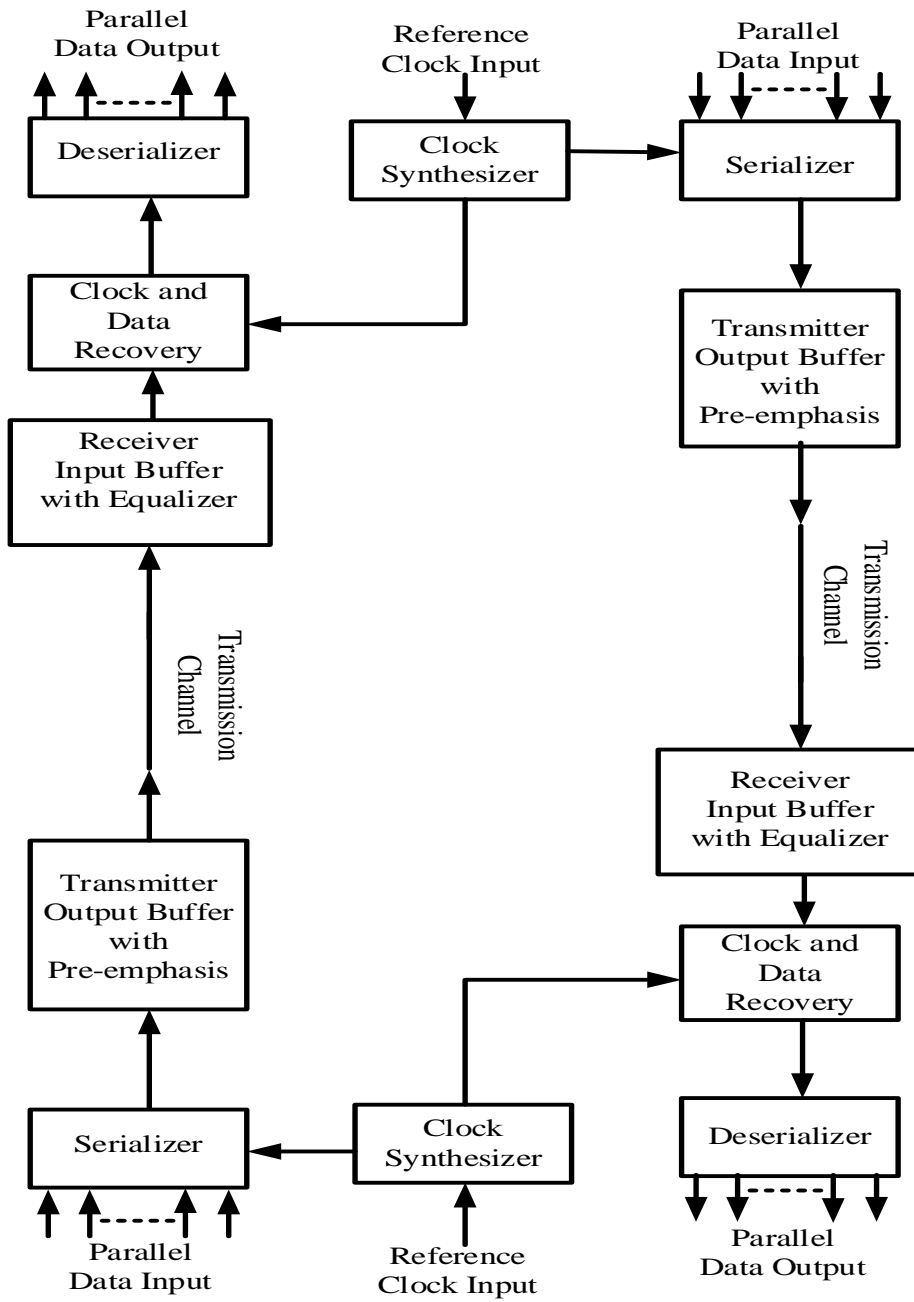 Parallel
Data Output
Reference
Clock Input
Parallel
Data Input
Deserializer
Clock
Synthesizer
Serializer
Clock and
Data
Recovery
Transmitter
Output Buffer
with
Pre-emphasis
Receiver
Input Buffer
with Equalizer
Transmission
Channel
Transmission
Channel
Receiver
Input Buffer
with Equalizer
Transmitter
Output Buffer
with
Pre-emphasis
Clock and
Data
Recovery
Serializer
Clock
Synthesizer
Deserializer
Parallel
Data Input
Reference
Clock Input
Parallel
Data Output